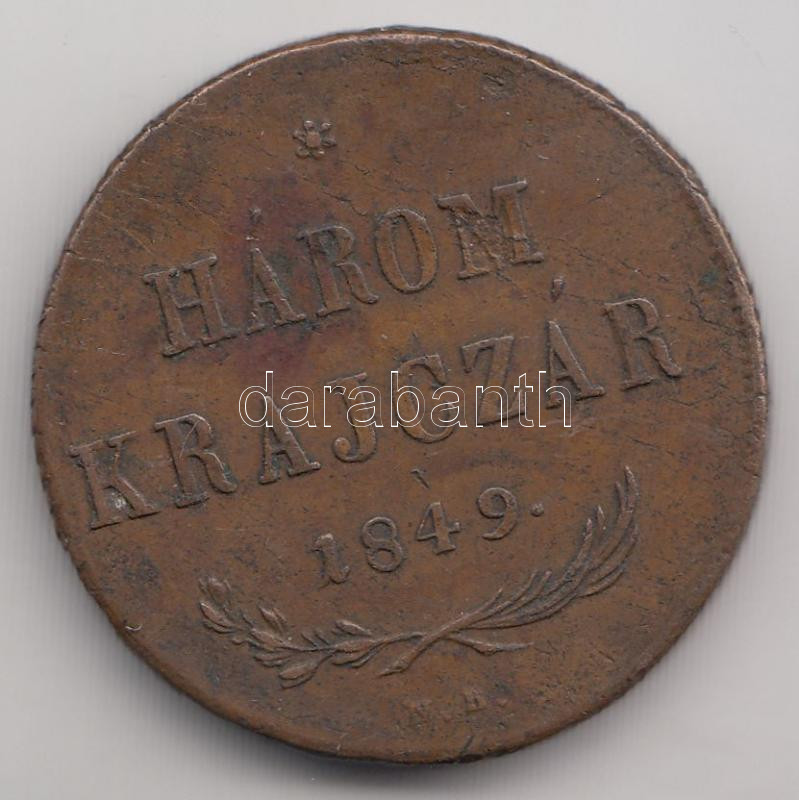 HÁROM
KRAJCZÁR
darabanth
1849.
N.B.